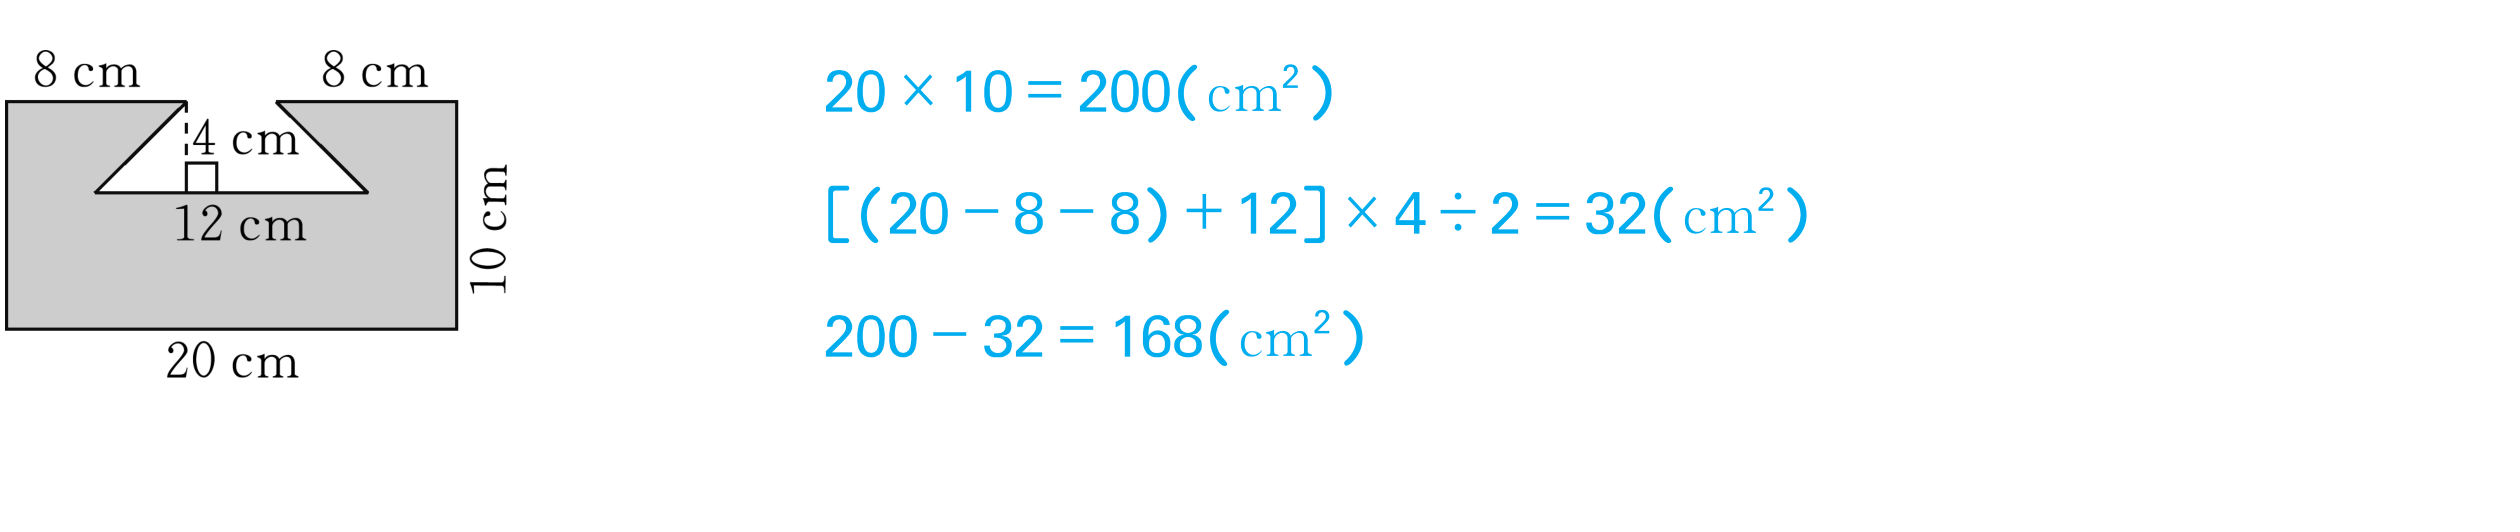 8 cm 8 cm
4 cm
12 cm
10 cm
20 cm
20 × 10 = 200(cm²)
[(20 − 8 − 8) + 12] × 4 ÷ 2 = 32(cm²)
200 − 32 = 168(cm²)